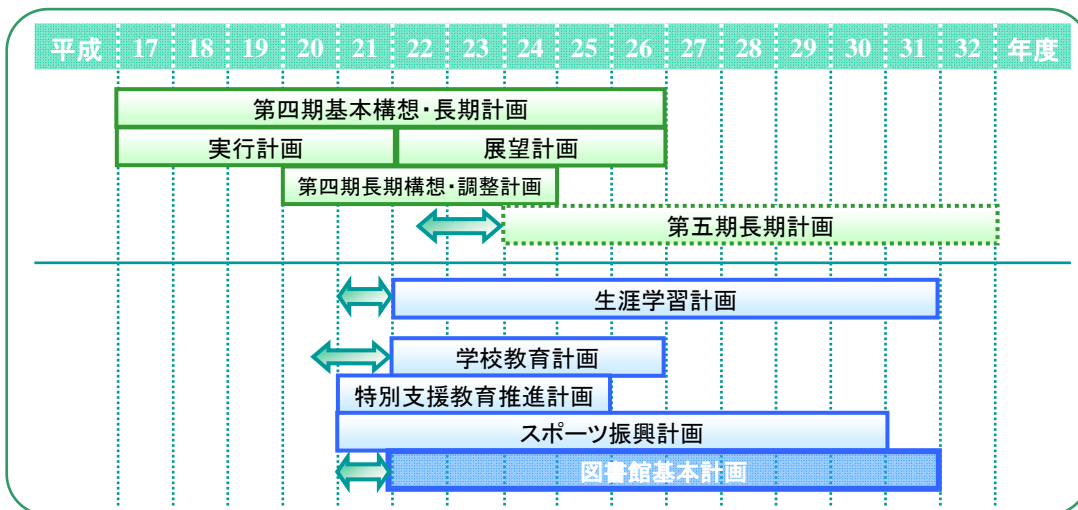 平成 17 18 19 20 21 22 23 24 25 26 27 28 29 30 31 32 年度
第四期基本構想・長期計画
実行計画 展望計画
第四期長期構想・調整計画
第五期長期計画
生涯学習計画
学校教育計画
特別支援教育推進計画
スポーツ振興計画
図書館基本計画